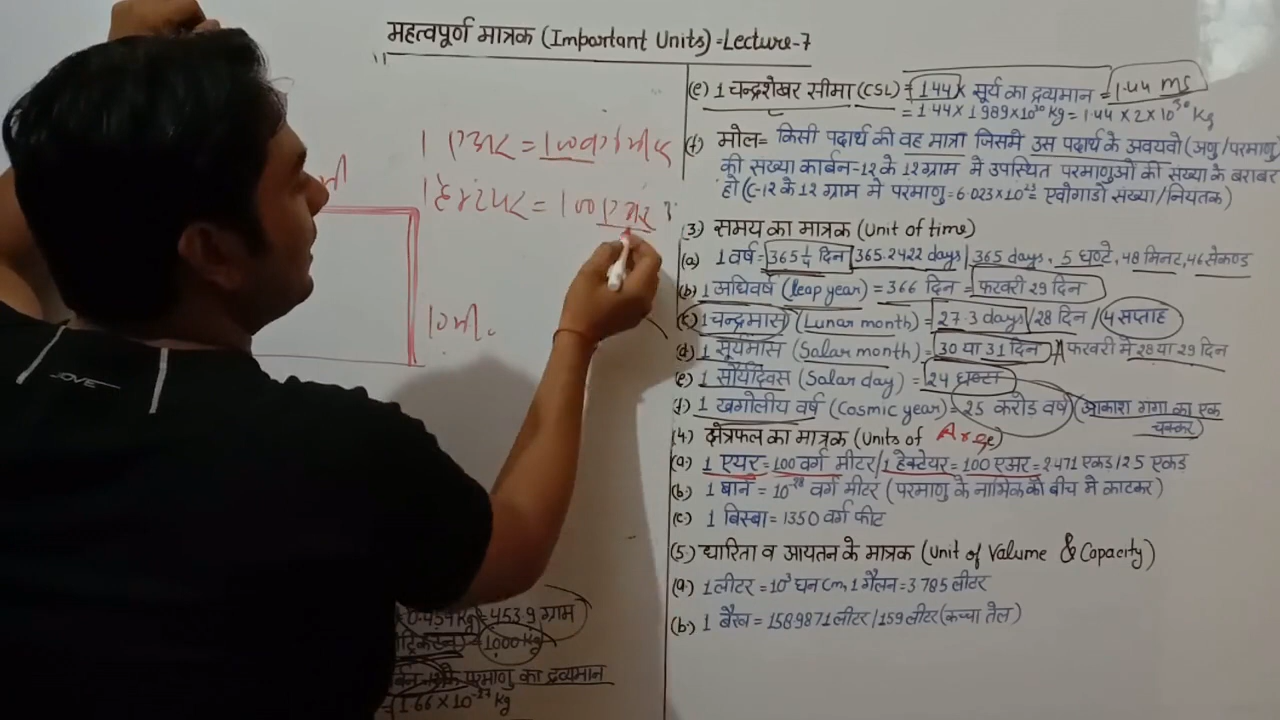 महत्वपूर्ण मात्रक (Important Units) = Lecture-7
1 एअर = 100 वर्ग मीटर
1 हेक्टेयर = 100 एअर
मी
10 मी.
JOVE
0.454 Kg = 453.9 ग्राम
1000 Kg
परमाणु का द्रव्यमान
= 1.66 × 10⁻²⁷ Kg
(e) 1 चन्द्रशेखर सीमा (CSL) = 1.44 × सूर्य का द्रव्यमान = 1.44 ms
= 1.44 × 1.989 × 10³⁰ Kg = 1.44 × 2 × 10³⁰ Kg
(f) मोल = किसी पदार्थ की वह मात्रा जिसमे उस पदार्थ के अवयवो (अणु/परमाणु)
की संख्या कार्बन-12 के 12 ग्राम मे उपस्थित परमाणुओं की संख्या के बराबर
हो (C-12 के 12 ग्राम मे परमाणु = 6.023×10²³ = एवोगाद्रो संख्या/नियतक)
(3) समय का मात्रक (Unit of time)
(a) 1 वर्ष = 365¼ दिन 365.2422 days/365 days, 5 घण्टे, 48 मिनट, 46 सेकण्ड
(b) 1 अधिवर्ष (leap year) = 366 दिन = फरवरी 29 दिन
(c) 1 चन्द्रमास (Lunar month) = 27.3 days/28 दिन/4 सप्ताह
(d) 1 सूर्यमास (Solar month) = 30 या 31 दिन फरवरी मे 28 या 29 दिन
(e) 1 सौर्यदिवस (Solar day) = 24 घण्टा
(f) 1 खगोलीय वर्ष (Cosmic year) = 25 करोड वर्ष (आकाश गंगा का एक
चक्कर)
(4) क्षेत्रफल का मात्रक (Units of Area)
(a) 1 एयर = 100 वर्ग मीटर/1 हेक्टेयर = 100 एअर = 2.471 एकड/2.5 एकड
(b) 1 बार्न = 10⁻²⁸ वर्ग मीटर (परमाणु के नाभिक को बीच मे काटकर)
(c) 1 बिस्बा = 1350 वर्ग फीट
(5) धारिता व आयतन के मात्रक (Unit of Volume & Capacity)
(a) 1 लीटर = 10³ घन cm, 1 गैलन = 3.785 लीटर
(b) 1 बैरल = 158.9871 लीटर/159 लीटर (कच्चा तेल)